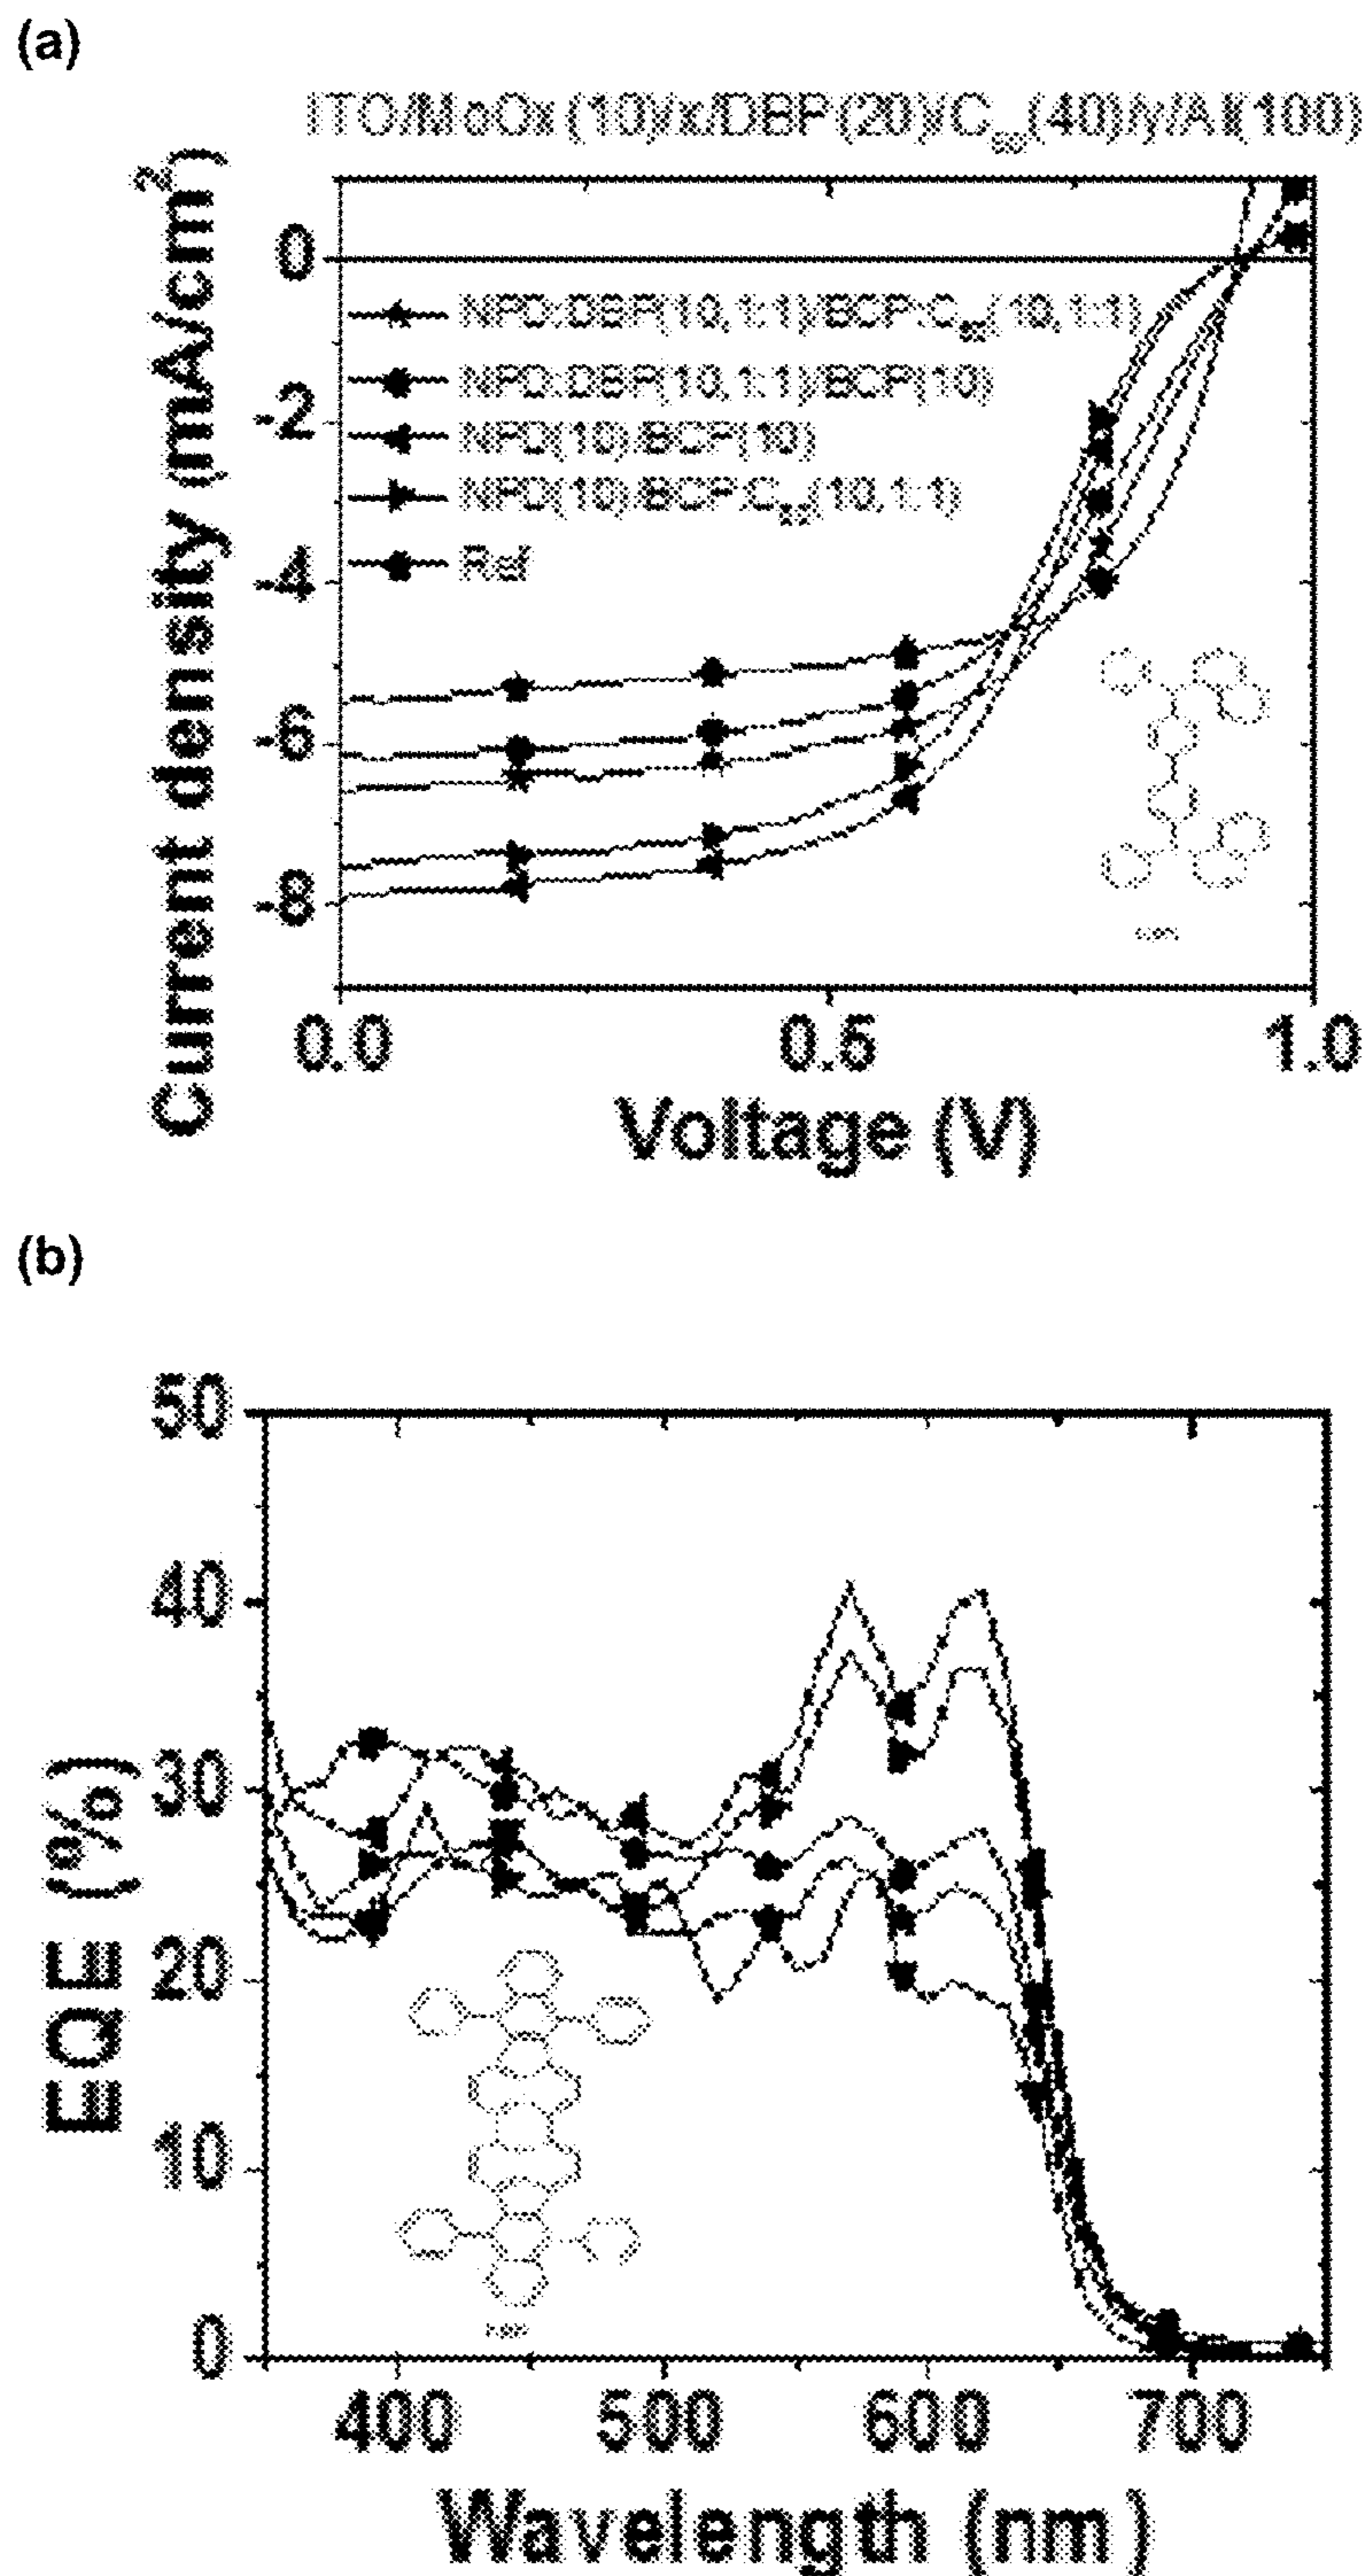 (a)
ITO/MoOx (10)/x/DBP(20)/C60(40)/y/Al(100)
Current density (mA/cm2)
0
-2
-4
-6
-8
NPD:DBP(10,1:1)/BCP:C60(10,1:1)
NPD:DBP(10,1:1)/BCP(10)
NPD(10)/BCP(10)
NPD(10)/BCP:C60(10,1:1)
Ref
0.0 0.5 1.0
Voltage (V)
(b)
EQE (%)
50
40
30
20
10
0
400 500 600 700
Wavelength (nm)